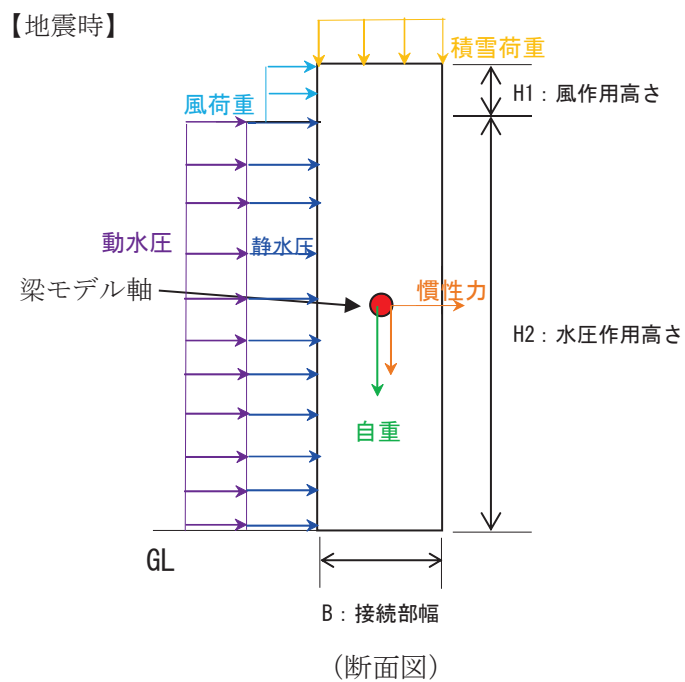 【地震時】
積雪荷重
H1：風作用高さ
風荷重
動水圧
静水圧
梁モデル軸
慣性力
H2：水圧作用高さ
自重
GL
B：接続部幅
（断面図）